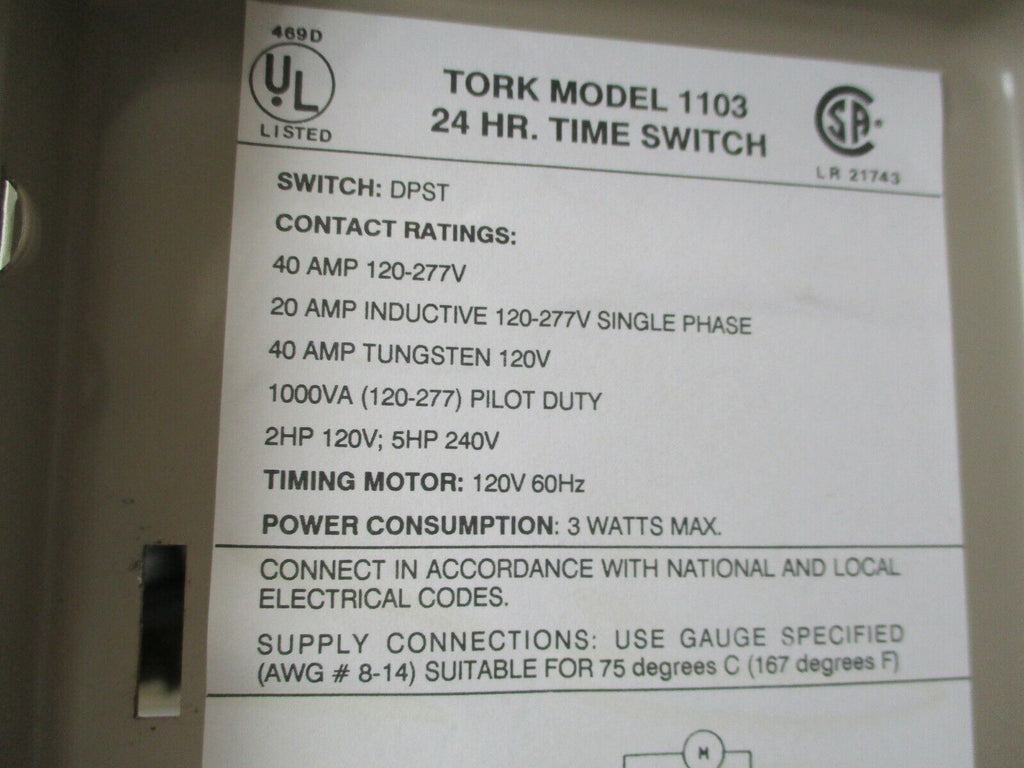 469D
UL
LISTED
TORK MODEL 1103
24 HR. TIME SWITCH
CSA
LR 21743
SWITCH: DPST
CONTACT RATINGS:
40 AMP 120-277V
20 AMP INDUCTIVE 120-277V SINGLE PHASE
40 AMP TUNGSTEN 120V
1000VA (120-277) PILOT DUTY
2HP 120V; 5HP 240V
TIMING MOTOR: 120V 60Hz
POWER CONSUMPTION: 3 WATTS MAX.
CONNECT IN ACCORDANCE WITH NATIONAL AND LOCAL
ELECTRICAL CODES.
SUPPLY CONNECTIONS: USE GAUGE SPECIFIED
(AWG # 8-14) SUITABLE FOR 75 degrees C (167 degrees F)
M